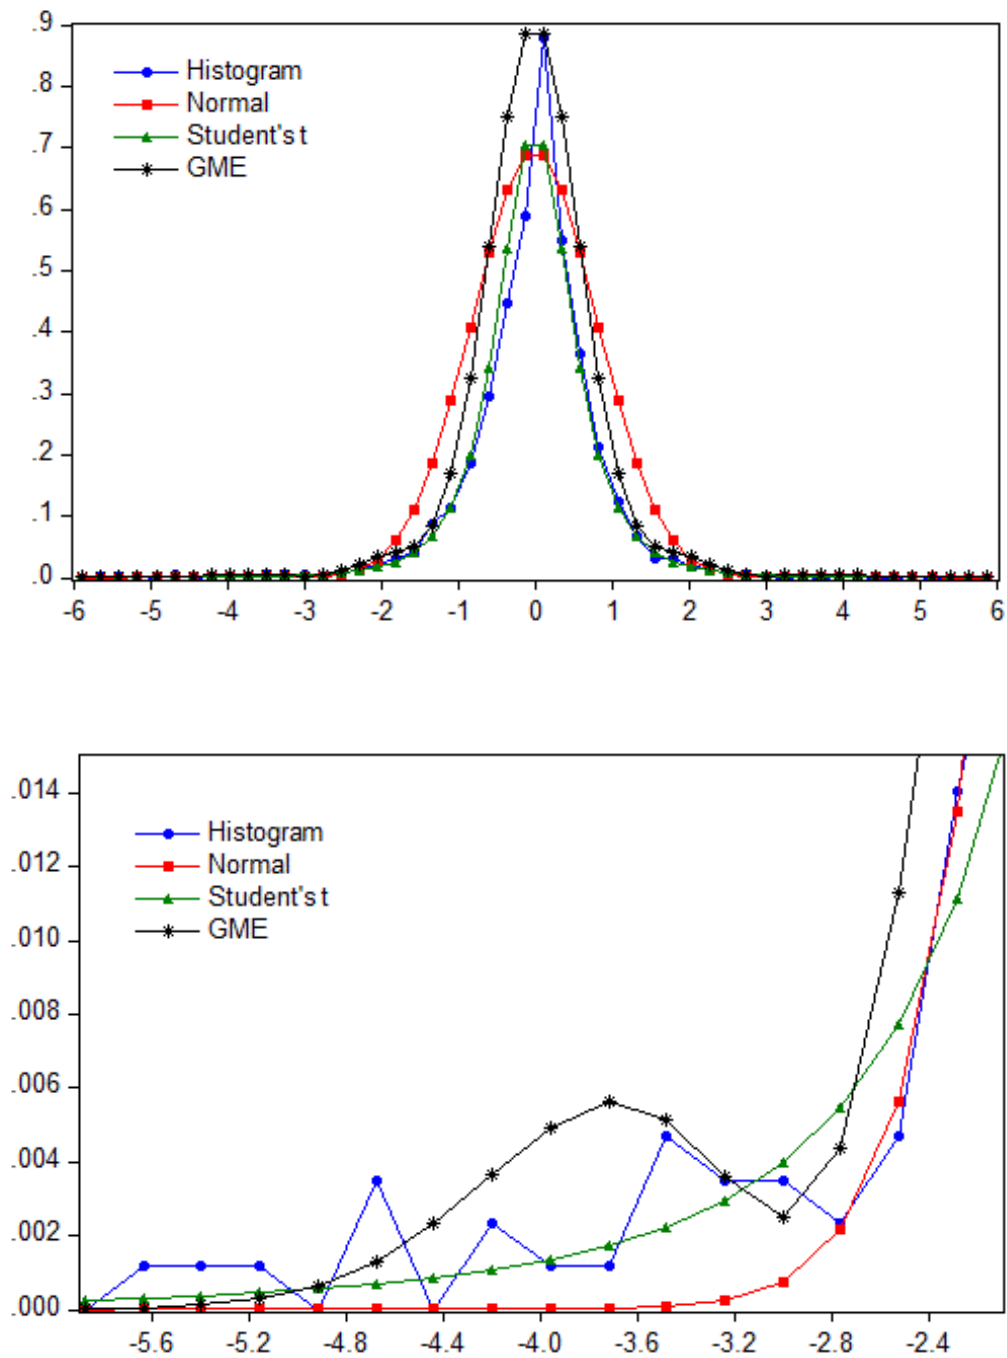 .9
.8
.7
.6
.5
.4
.3
.2
.1
.0
Histogram
Normal
Student's t
GME
-6 -5 -4 -3 -2 -1 0 1 2 3 4 5 6
.014
.012
.010
.008
.006
.004
.002
.000
Histogram
Normal
Student's t
GME
-5.6 -5.2 -4.8 -4.4 -4.0 -3.6 -3.2 -2.8 -2.4